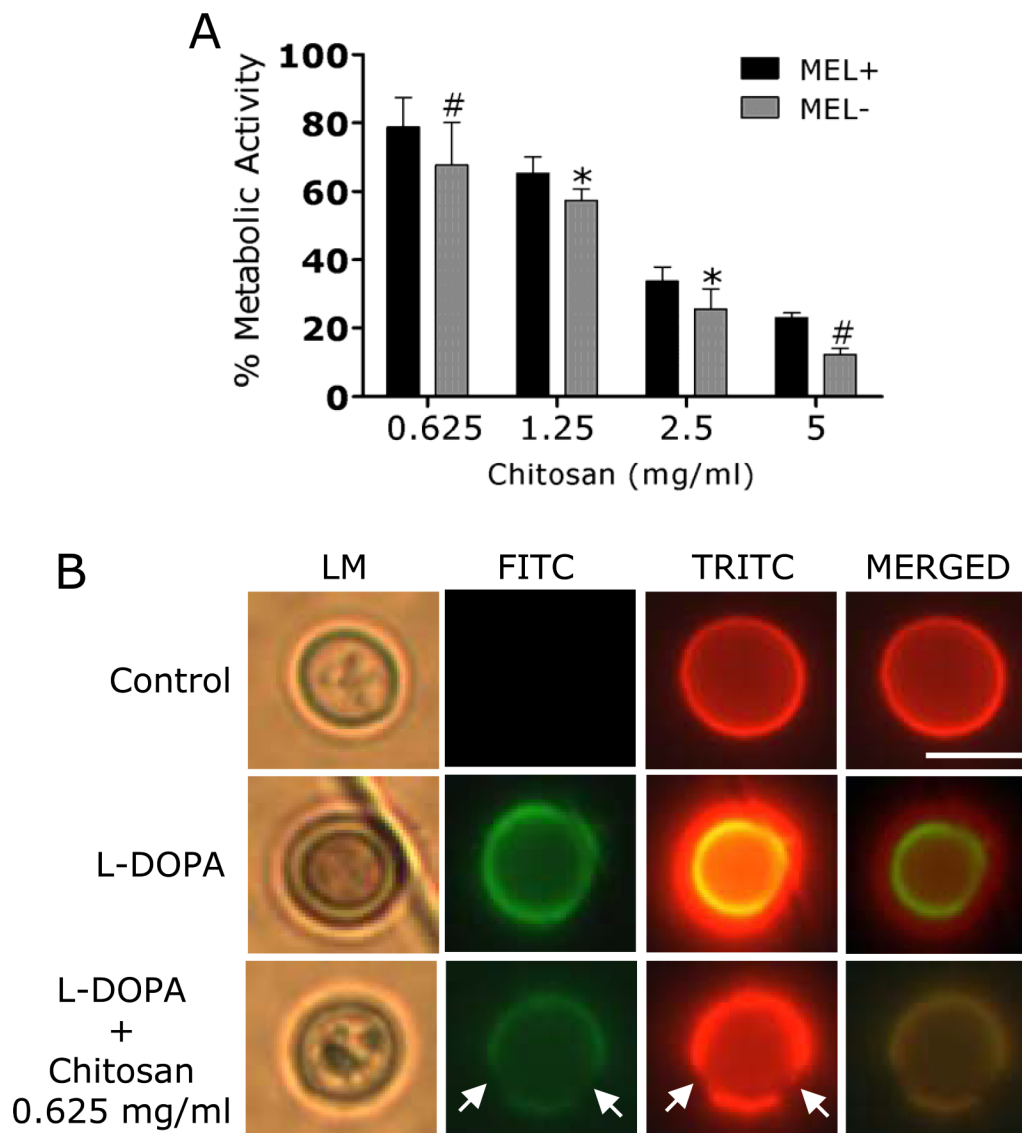 A
% Metabolic Activity
100
80
60
40
20
0
MEL+
MEL-
#
*
*
#
0.625 1.25 2.5 5
Chitosan (mg/ml)
B
LM FITC TRITC MERGED
Control
L-DOPA
L-DOPA
+
Chitosan
0.625 mg/ml